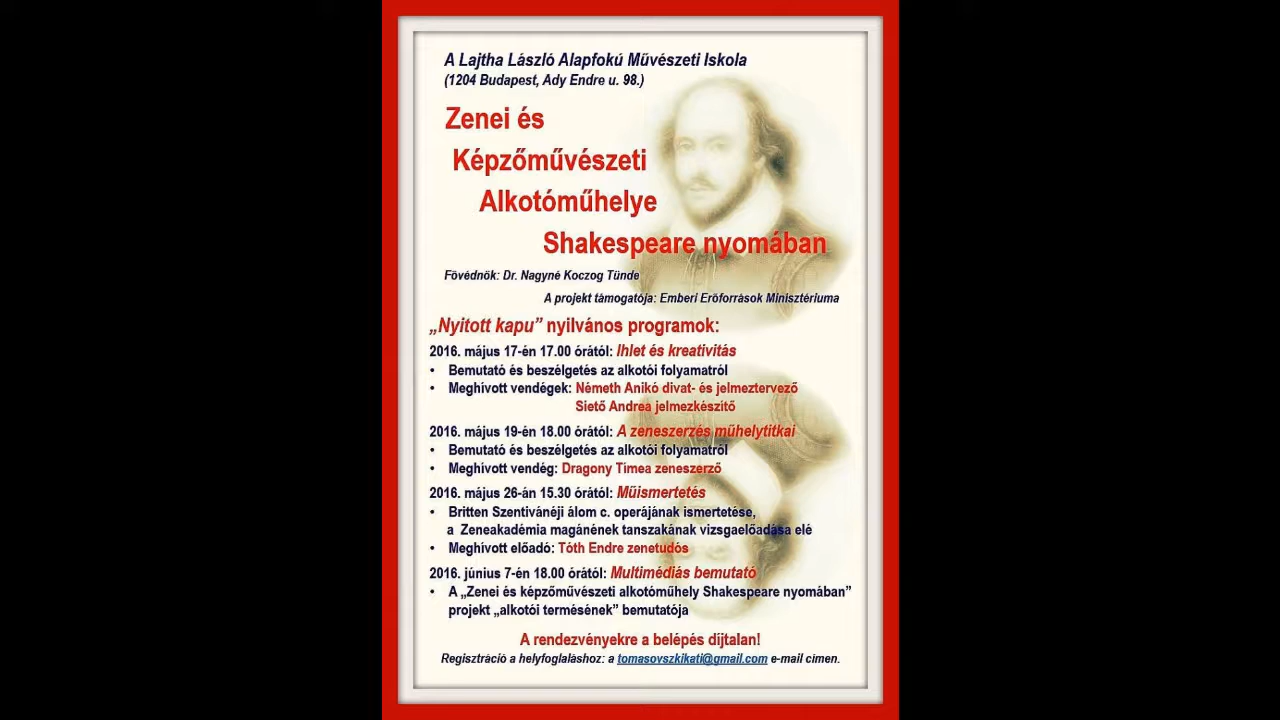 A Lajtha László Alapfokú Művészeti Iskola
(1204 Budapest, Ady Endre u. 98.)
Zenei és
Képzőművészeti
Alkotóműhelye
Shakespeare nyomában
Fővédnök: Dr. Nagyné Koczog Tünde
A projekt támogatója: Emberi Erőforrások Minisztériuma
„Nyitott kapu” nyilvános programok:
2016. május 17-én 17.00 órától: Ihlet és kreativitás
• Bemutató és beszélgetés az alkotói folyamatról
• Meghívott vendégek: Németh Anikó divat- és jelmeztervező
Siető Andrea jelmezkészítő
2016. május 19-én 18.00 órától: A zeneszerzés műhelytitkai
• Bemutató és beszélgetés az alkotói folyamatról
• Meghívott vendég: Dragony Tímea zeneszerző
2016. május 26-án 15.30 órától: Műismertetés
• Britten Szentivánéji álom c. operájának ismertetése,
a Zeneakadémia magánének tanszakának vizsgaelőadása elé
• Meghívott előadó: Tóth Endre zenetudós
2016. június 7-én 18.00 órától: Multimédiás bemutató
• A „Zenei és képzőművészeti alkotóműhely Shakespeare nyomában”
projekt „alkotói termésének” bemutatója
A rendezvényekre a belépés díjtalan!
Regisztráció a helyfoglaláshoz: a tomasovszkikati@gmail.com e-mail címen.